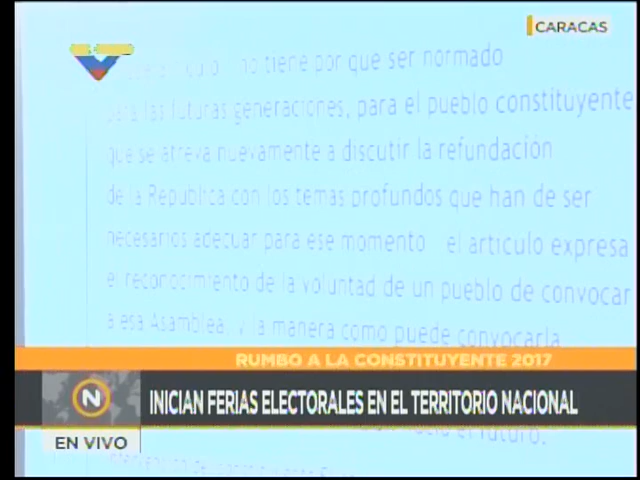 CARACAS
no tiene por que ser normado
para las futuras generaciones, para el pueblo constituyente
que se atreva nuevamente a discutir la refundación
de la República con los temas profundos que han de ser
necesarios adecuar para ese momento el artículo expresa
el reconocimiento de la voluntad de un pueblo de convocar
a esa Asamblea, y la manera como puede convocarla
RUMBO A LA CONSTITUYENTE 2017
N
INICIAN FERIAS ELECTORALES EN EL TERRITORIO NACIONAL
EN VIVO
el futuro.